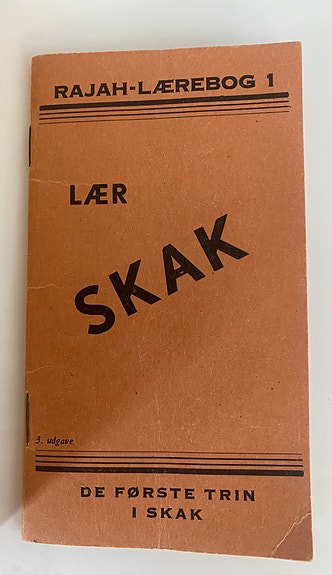 RAJAH-LÆREBOG 1
LÆR
SKAK
3. udgave
DE FØRSTE TRIN
I SKAK